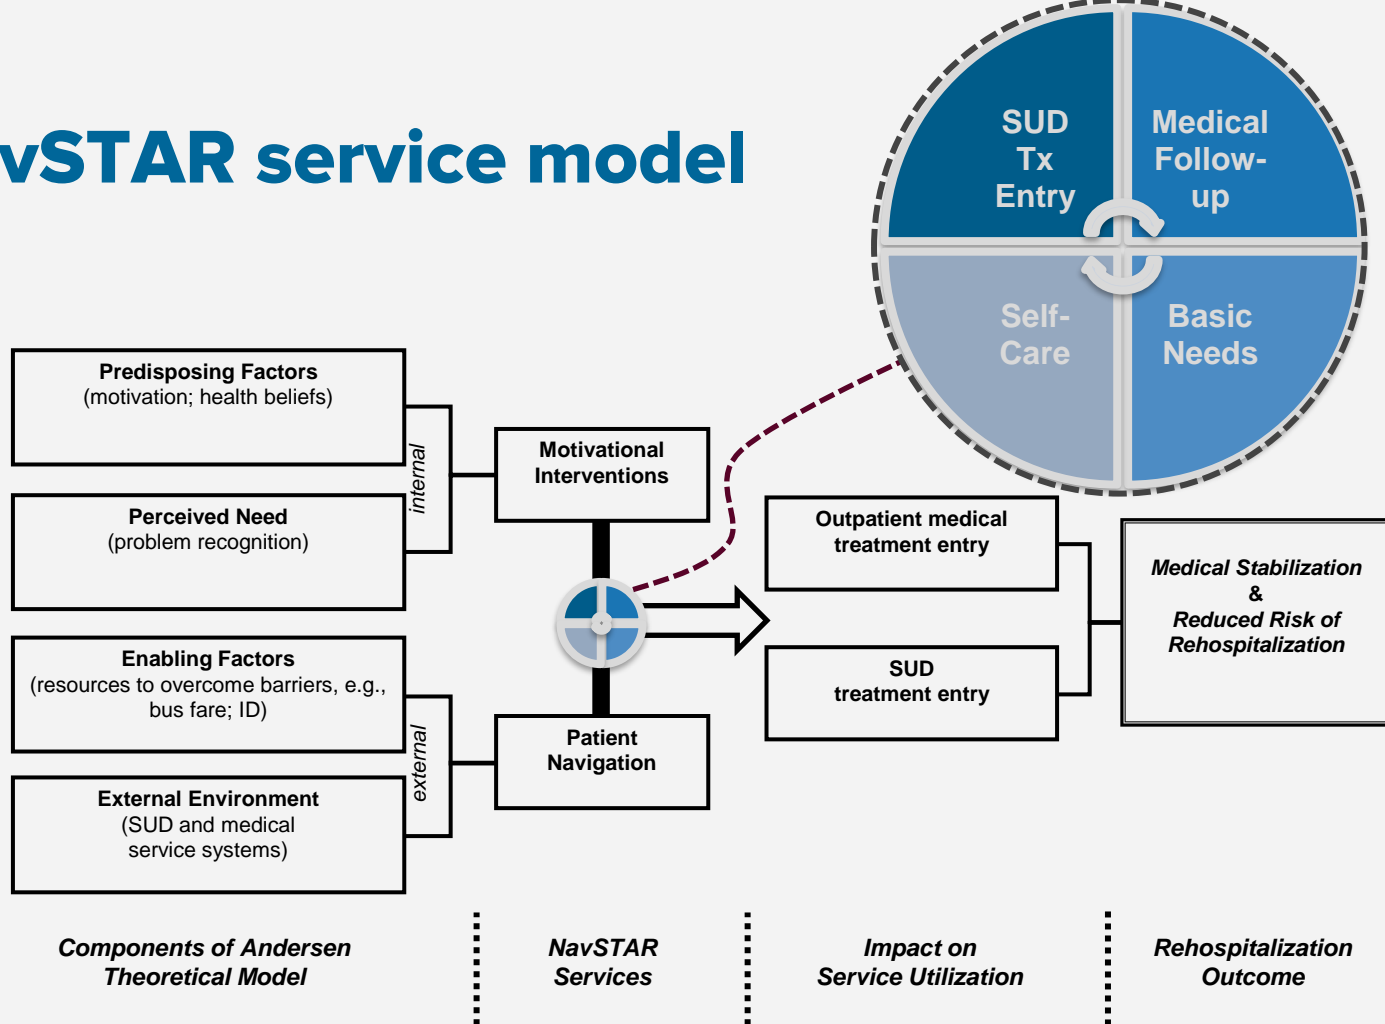 vSTAR service model
SUD
Tx
Entry
Medical
Follow-
up
Self-
Care
Basic
Needs
Predisposing Factors
(motivation; health beliefs)
Perceived Need
(problem recognition)
internal
Enabling Factors
(resources to overcome barriers, e.g.,
bus fare; ID)
External Environment
(SUD and medical
service systems)
external
Motivational
Interventions
Patient
Navigation
Outpatient medical
treatment entry
SUD
treatment entry
Medical Stabilization
&
Reduced Risk of
Rehospitalization
Components of Andersen
Theoretical Model
NavSTAR
Services
Impact on
Service Utilization
Rehospitalization
Outcome